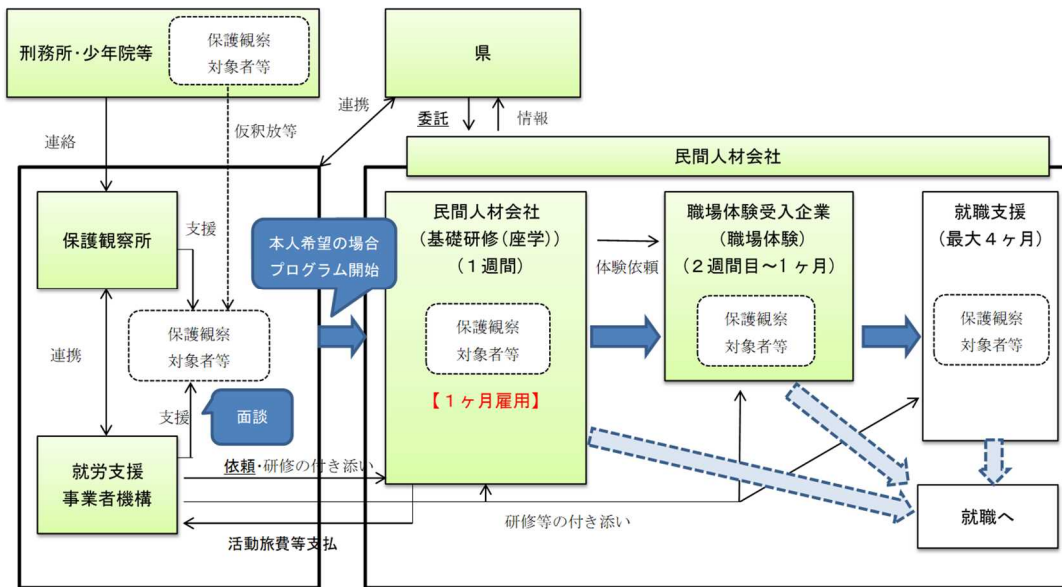 刑務所・少年院等
保護観察
対象者等
県
連携
連絡
仮釈放等
委託
情報
民間人材会社
保護観察所
支援
本人希望の場合
プログラム開始
民間人材会社
（基礎研修（座学））
（１週間）
体験依頼
職場体験受入企業
（職場体験）
（２週間目～１ヶ月）
就職支援
（最大４ヶ月）
保護観察
対象者等
保護観察
対象者等
保護観察
対象者等
保護観察
対象者等
連携
【１ヶ月雇用】
支援
面談
就労支援
事業者機構
依頼・研修の付き添い
研修等の付き添い
活動旅費等支払
就職へ